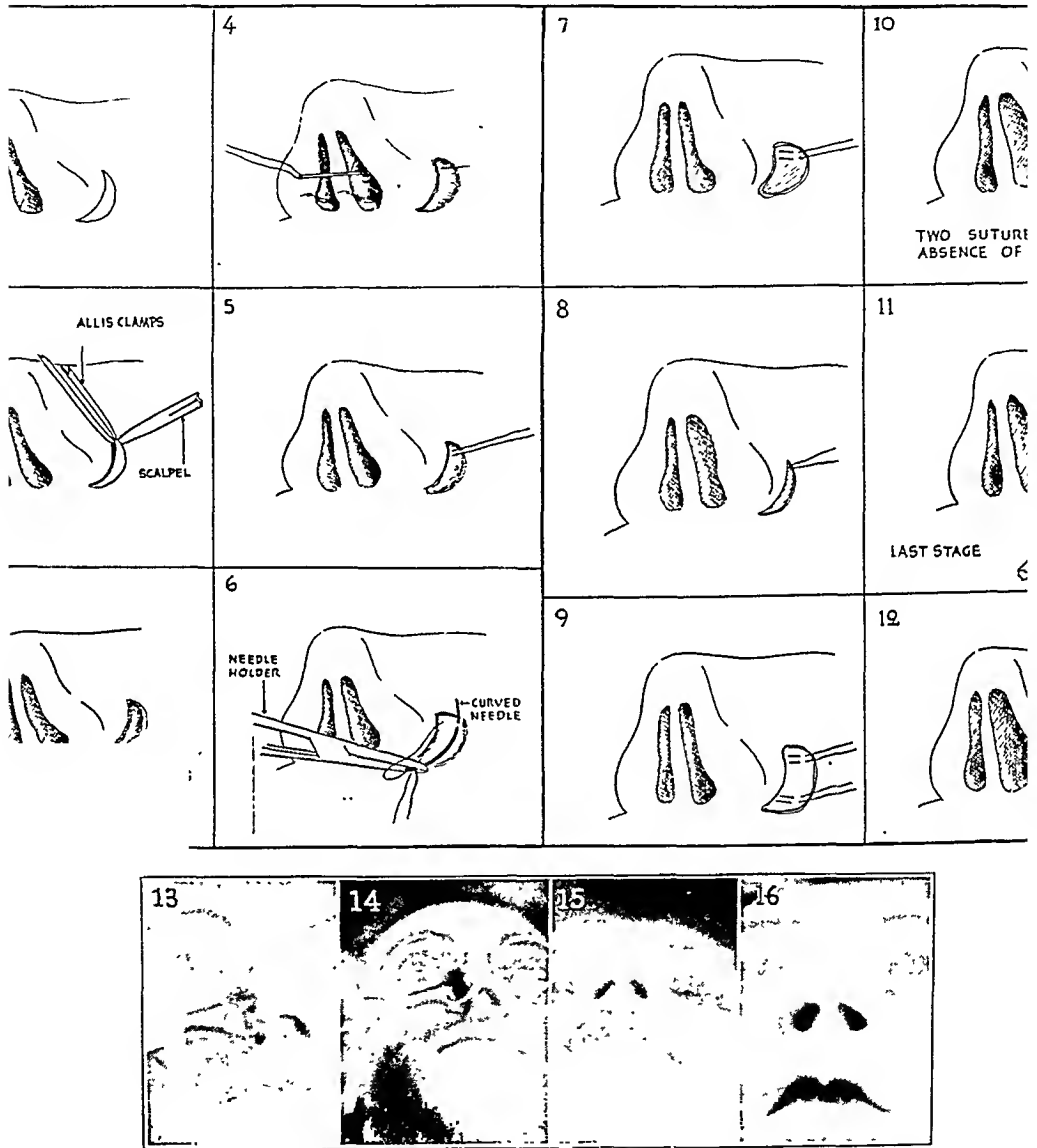 4
7
10
TWO SUTURE
ABSENCE OF
ALLIS CLAMPS
SCALPEL
5
8
11
LAST STAGE
6
NEEDLE
HOLDER
CURVED
NEEDLE
9
12
13
14
15
16